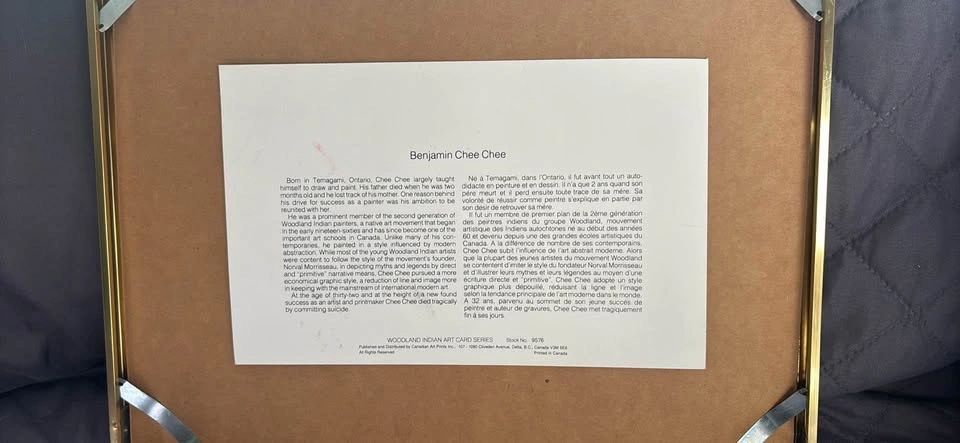 Benjamin Chee Chee
Born in Temagami, Ontario, Chee Chee largely taught
himself to draw and paint. His father died when he was two
months old and he lost track of his mother. One reason behind
his drive for success as a painter was his ambition to be
reunited with her.
He was a prominent member of the second generation of
Woodland Indian painters, a native art movement that began
in the early nineteen-sixties and has since become one of the
important art schools in Canada. Unlike many of his con-
temporaries, he painted in a style influenced by modern
abstraction. While most of the young Woodland Indian artists
were content to follow the style of the movement's founder,
Norval Morrisseau, in depicting myths and legends by direct
and "primitive" narrative means, Chee Chee pursued a more
economical graphic style, a reduction of line and image more
in keeping with the mainstream of international modern art.
At the age of thirty-two and at the height of a new found
success as an artist and printmaker Chee Chee died tragically
by committing suicide.
Né à Temagami, dans l'Ontario, il fut avant tout un auto-
didacte en peinture et en dessin. Il n'a que 2 ans quand son
père meurt et il perd ensuite toute trace de sa mère. Sa
volonté de réussir comme peintre s'explique en partie par
son désir de retrouver sa mère.
Il fut un membre de premier plan de la 2ème génération
des peintres indiens du groupe Woodland, mouvement
artistique des Indiens autochtones né au début des années
60 et devenu depuis une des grandes écoles artistiques du
Canada. A la différence de nombre de ses contemporains,
Chee Chee subit l'influence de l'art abstrait moderne. Alors
que la plupart des jeunes artistes du mouvement Woodland
se contentent d'imiter le style du fondateur Norval Morrisseau
et d'illustrer leurs mythes et leurs légendes au moyen d'une
écriture directe et "primitive", Chee Chee adopte un style
graphique plus dépouillé, réduisant la ligne et l'image
selon la tendance principale de l'art moderne dans le monde.
A 32 ans, parvenu au sommet de son jeune succès de
peintre et auteur de gravures, Chee Chee met tragiquement
fin à ses jours.
WOODLAND INDIAN ART CARD SERIES Stock No. 9576
Published and Distributed by Canadian Art Prints Inc., 107 - 1080 Cliveden Avenue, Delta, B.C., Canada V3M
All Rights Reserved Printed in Canada